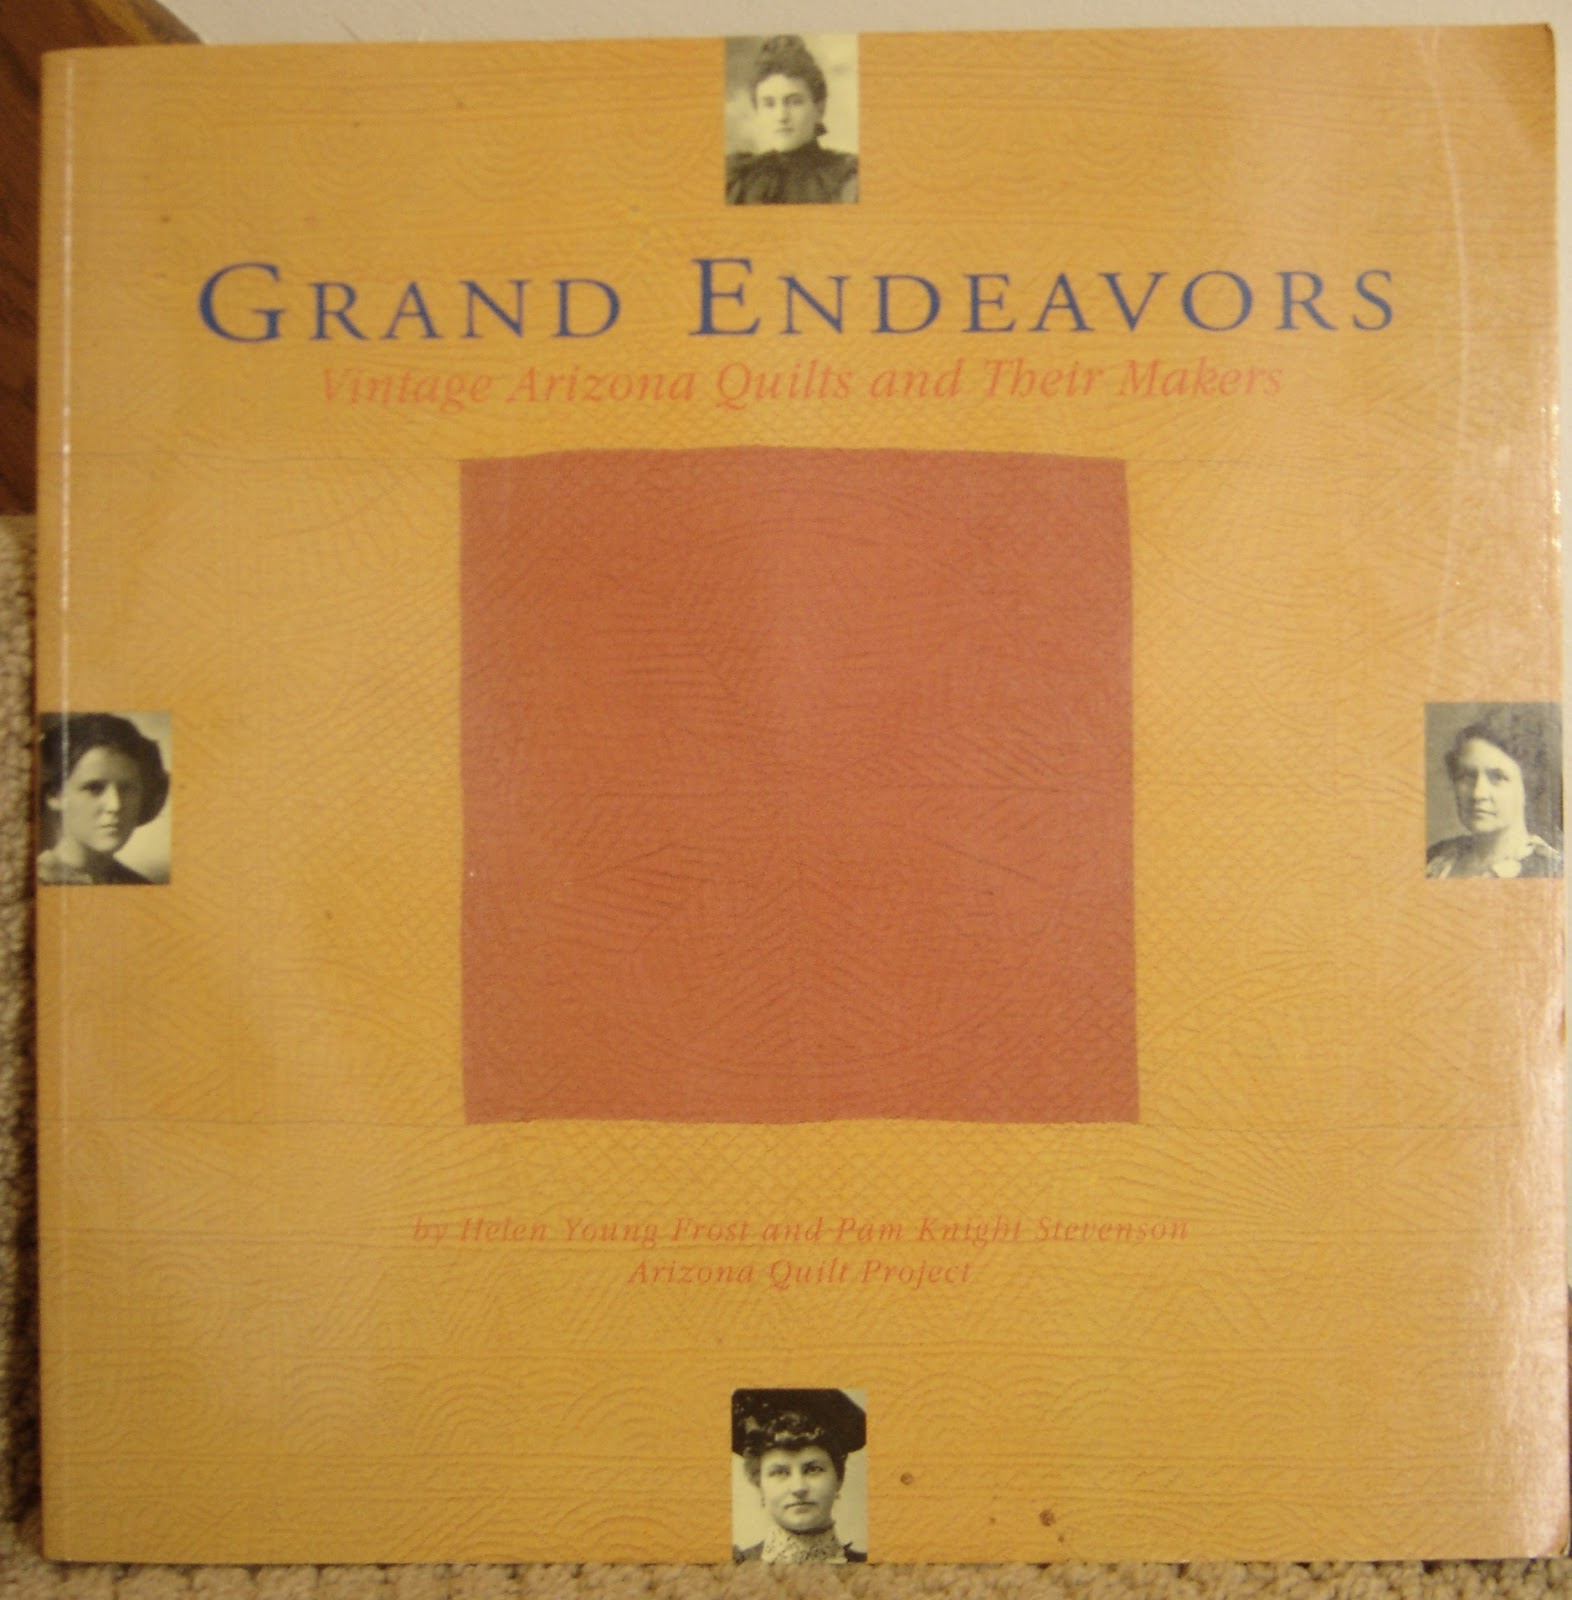 GRAND ENDEAVORS
Vintage Arizona Quilts and Their Makers
by Helen Young Frost and Pam Knight Stevenson
Arizona Quilt Project